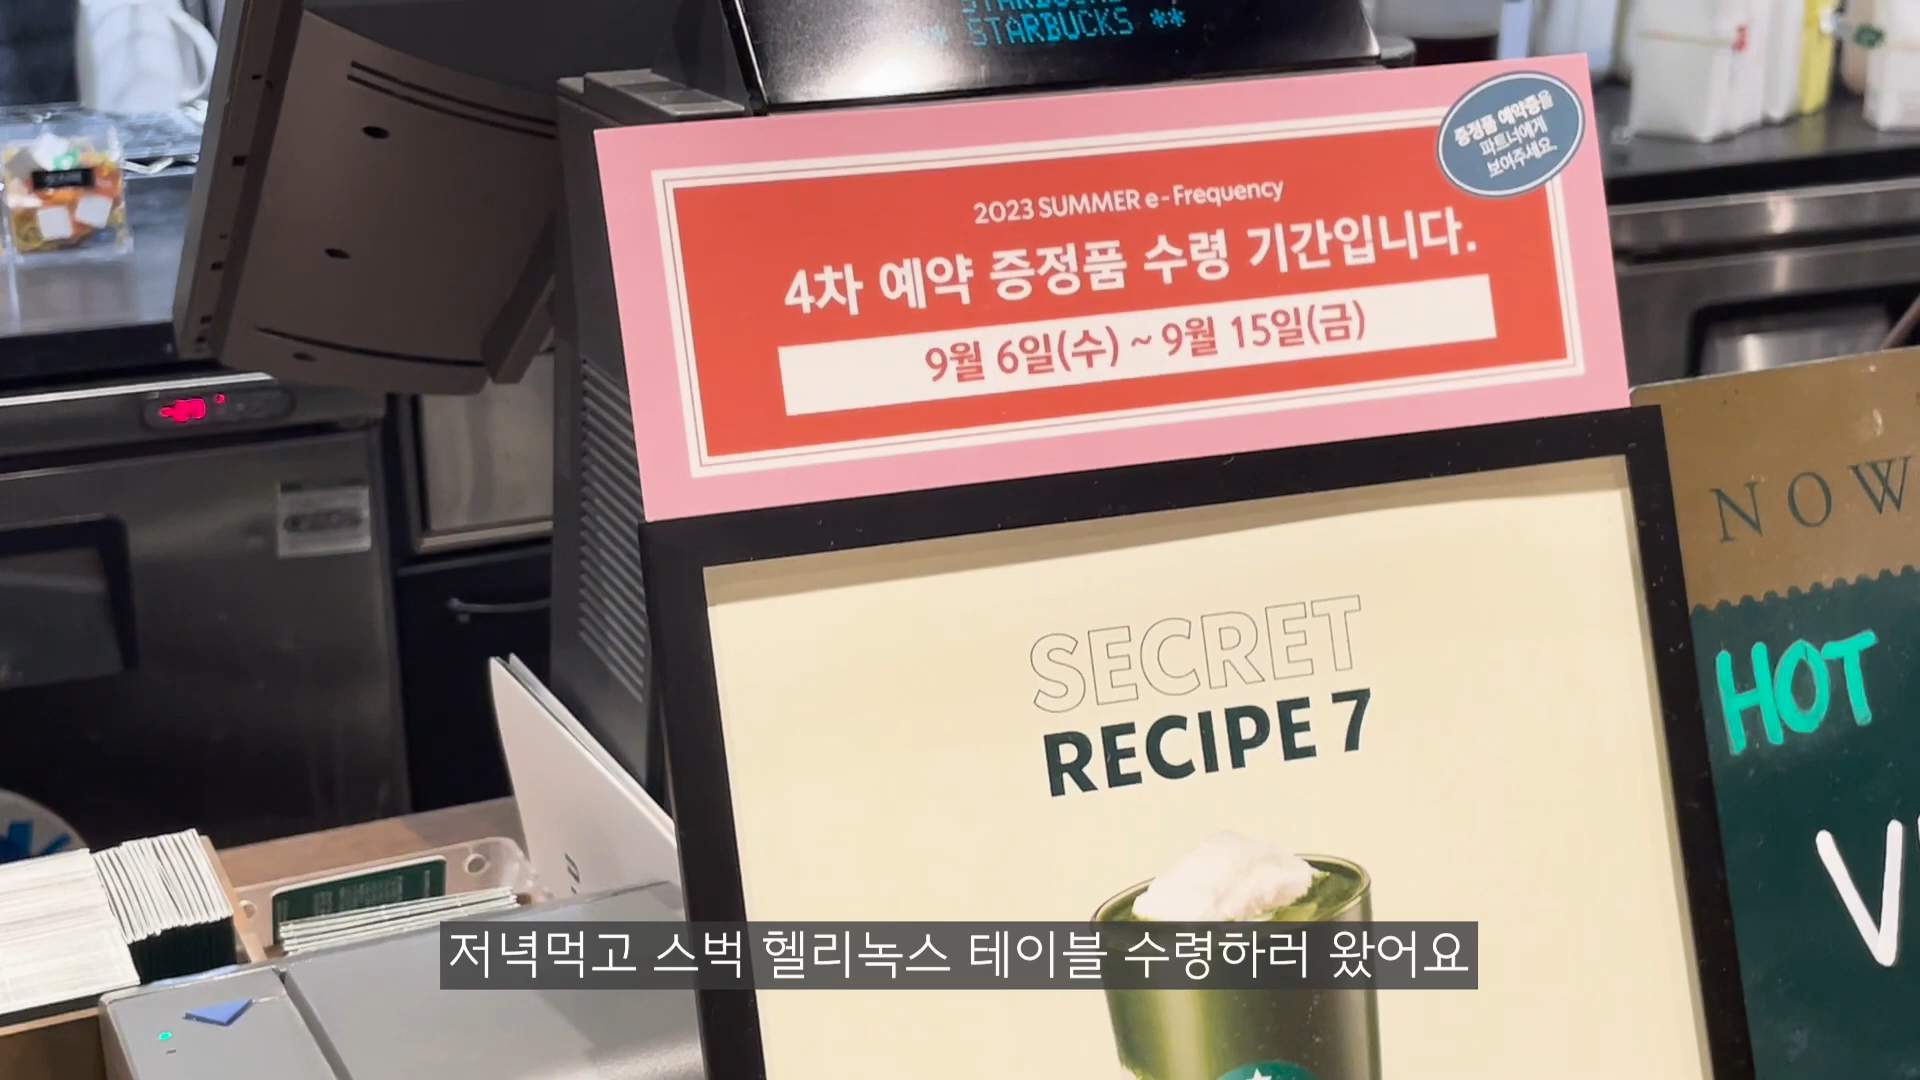 STARBUCKS
** STARBUCKS **
증정품 예약증을
파트너에게
보여주세요.
2023 SUMMER e-Frequency
4차 예약 증정품 수령 기간입니다.
9월 6일(수) ~ 9월 15일(금)
NOW
SECRET
RECIPE 7
HOT
저녁먹고 스벅 헬리녹스 테이블 수령하러 왔어요